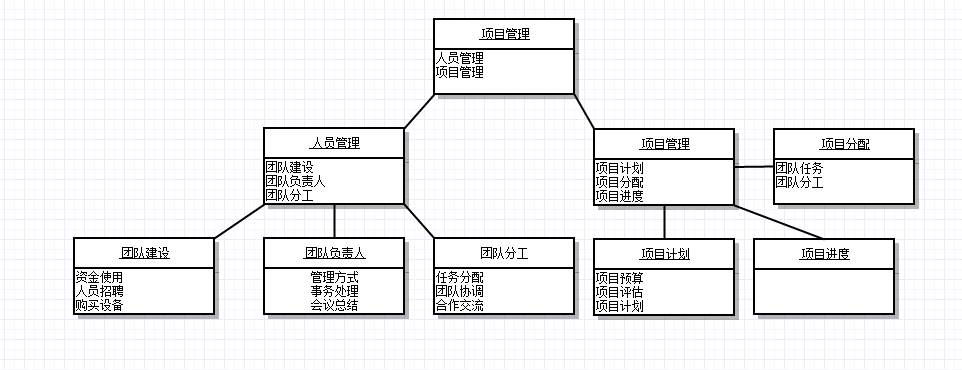 项目管理
人员管理
项目管理
人员管理
团队建设
团队负责人
团队分工
项目管理
项目计划
项目分配
项目进度
项目分配
团队任务
团队分工
团队建设
资金使用
人员招聘
购买设备
团队负责人
管理方式
事务处理
会议总结
团队分工
任务分配
团队协调
合作交流
项目计划
项目预算
项目评估
项目计划
项目进度